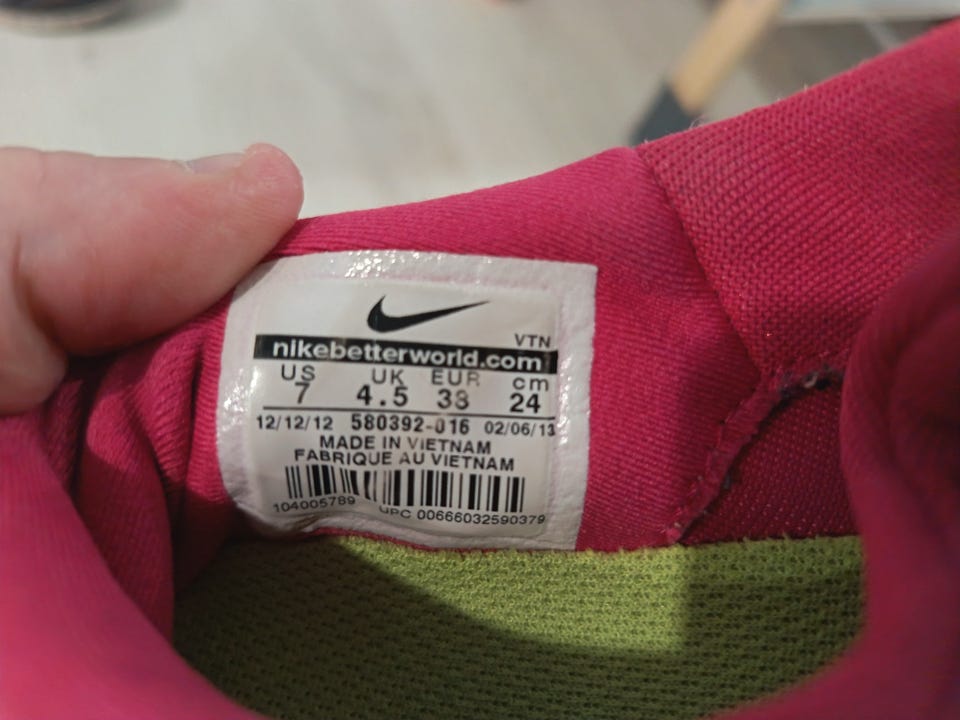 VTN
nikebetterworld.com
US UK EUR cm
7 4.5 38 24
12/12/12 580392-016 02/06/13
MADE IN VIETNAM
FABRIQUE AU VIETNAM
104005789 UPC 00666032590379